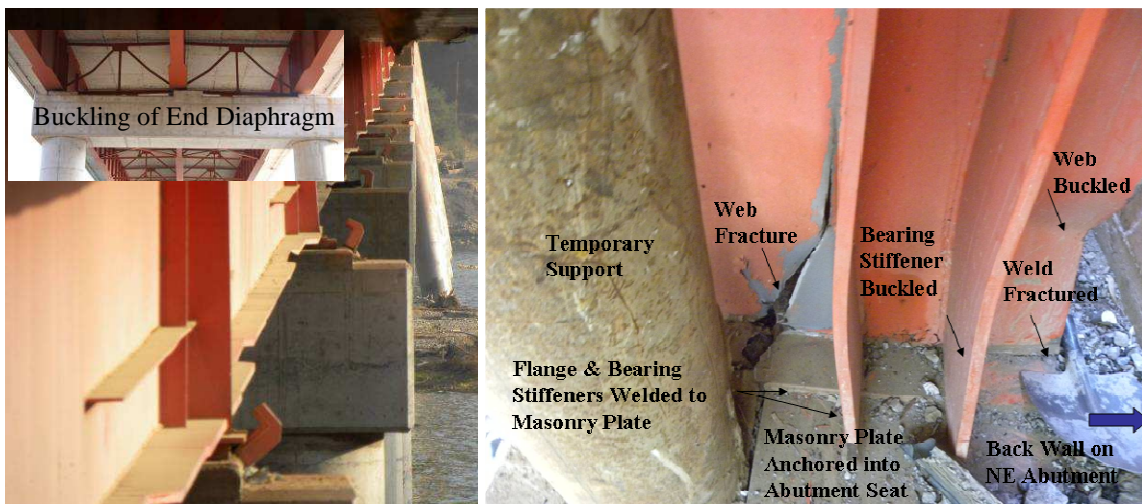 Buckling of End Diaphragm
Web
Fracture
Temporary
Support
Bearing
Stiffener
Buckled
Web
Buckled
Weld
Fractured
Flange & Bearing
Stiffeners Welded to
Masonry Plate
Masonry Plate
Anchored into
Abutment Seat
Back Wall on
NE Abutment